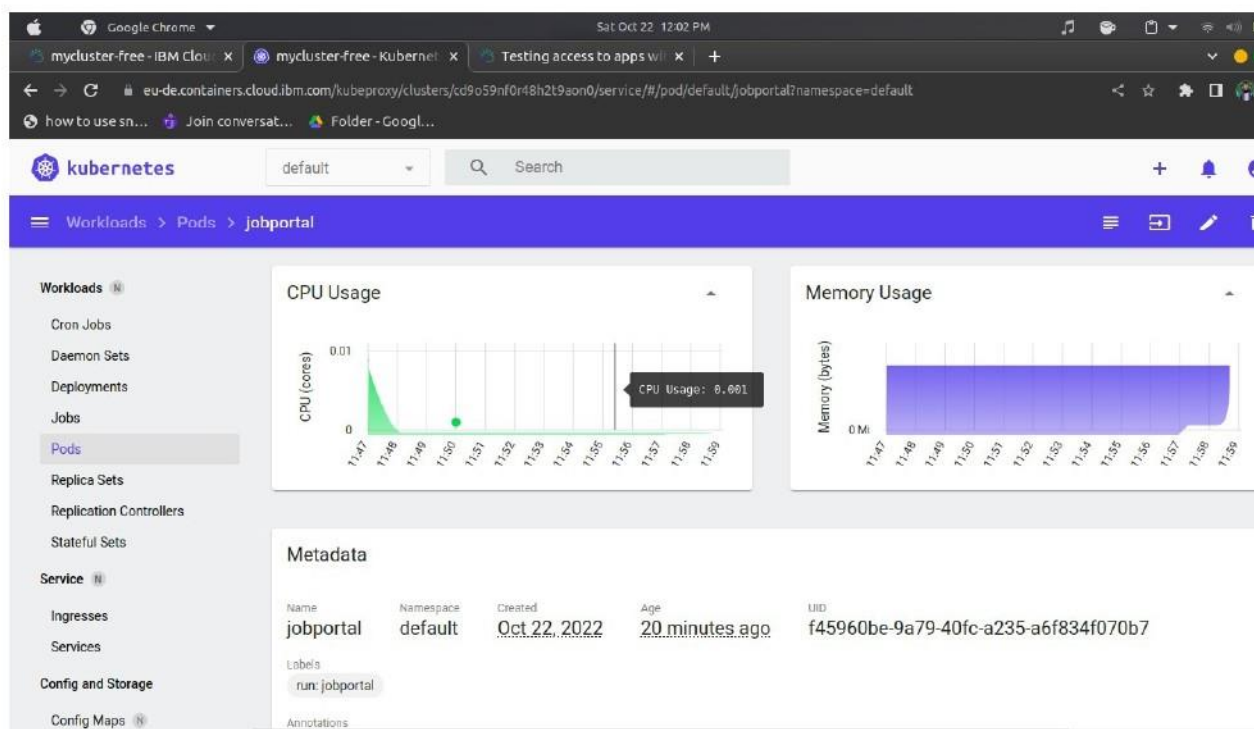 Google Chrome
Sat Oct 22 12:02 PM
mycluster-free - IBM Clou
mycluster-free - Kubernet
Testing access to apps wi
eu-de.containers.cloud.ibm.com/kubeproxy/clusters/cd9o59nf0r48h2t9aon0/service/#/pod/default/jobportal?namespace=default
how to use sn...
Join conversat...
Folder - Googl...
kubernetes
default
Search
Workloads > Pods > jobportal
Workloads N
Cron Jobs
Daemon Sets
Deployments
Jobs
Pods
Replica Sets
Replication Controllers
Stateful Sets
Service N
Ingresses
Services
Config and Storage
Config Maps N
CPU Usage
CPU (cores)
0.01
0
CPU Usage: 0.001
11:47 11:48 11:49 11:50 11:51 11:52 11:53 11:54 11:55 11:56 11:57 11:58 11:59
Memory Usage
Memory (bytes)
0 Mi
11:47 11:48 11:49 11:50 11:51 11:52 11:53 11:54 11:55 11:56 11:57 11:58 11:59
Metadata
Name Namespace Created Age UID
jobportal default Oct 22, 2022 20 minutes ago f45960be-9a79-40fc-a235-a6f834f070b7
Labels
run: jobportal
Annotations